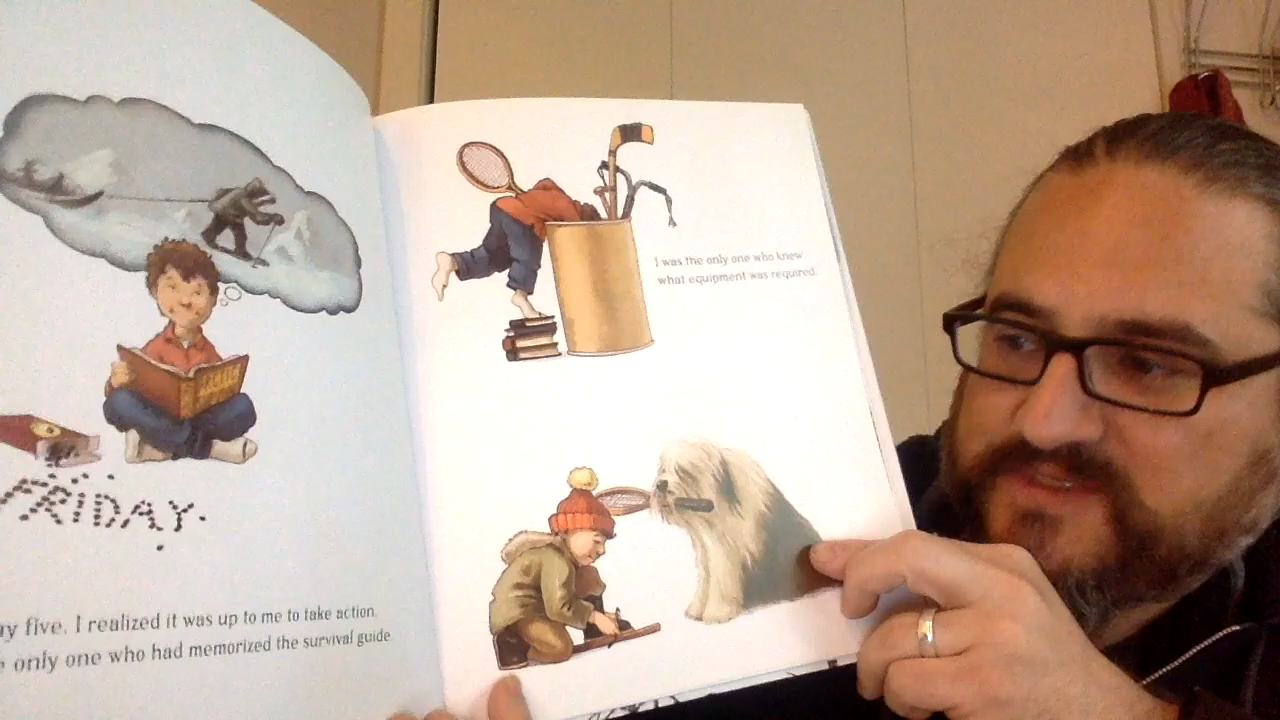 FRIDAY.
five. I realized it was up to me to take action.
only one who had memorized the survival guide
I was the only one who knew
what equipment was required.